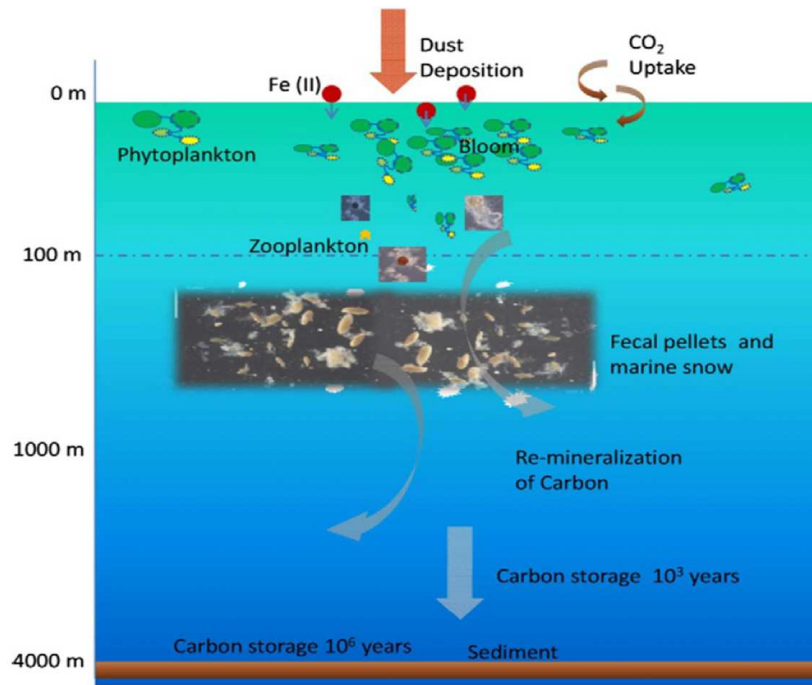 Dust
Deposition
CO₂
Uptake
Fe (II)
0 m
Phytoplankton
Bloom
Zooplankton
100 m
Fecal pellets and
marine snow
1000 m
Re-mineralization
of Carbon
Carbon storage 10³ years
Carbon storage 10⁶ years
Sediment
4000 m